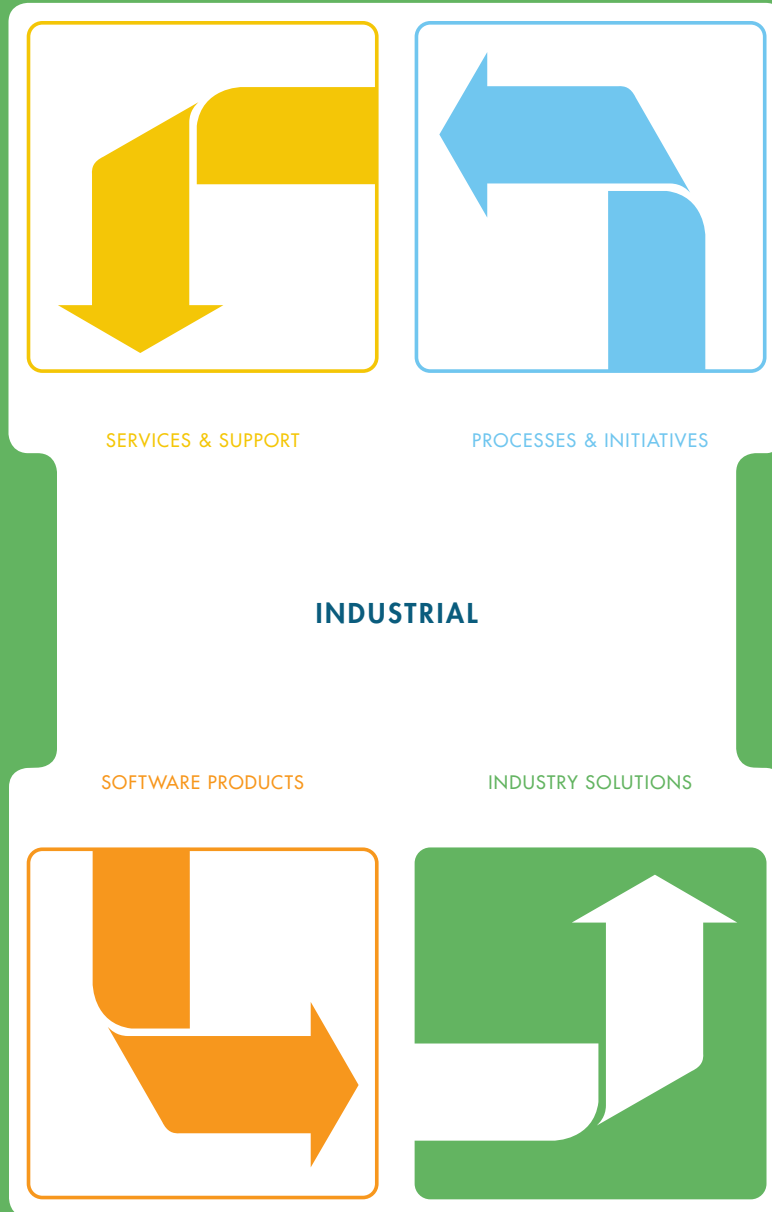 SERVICES & SUPPORT
PROCESSES & INITIATIVES
INDUSTRIAL
SOFTWARE PRODUCTS
INDUSTRY SOLUTIONS